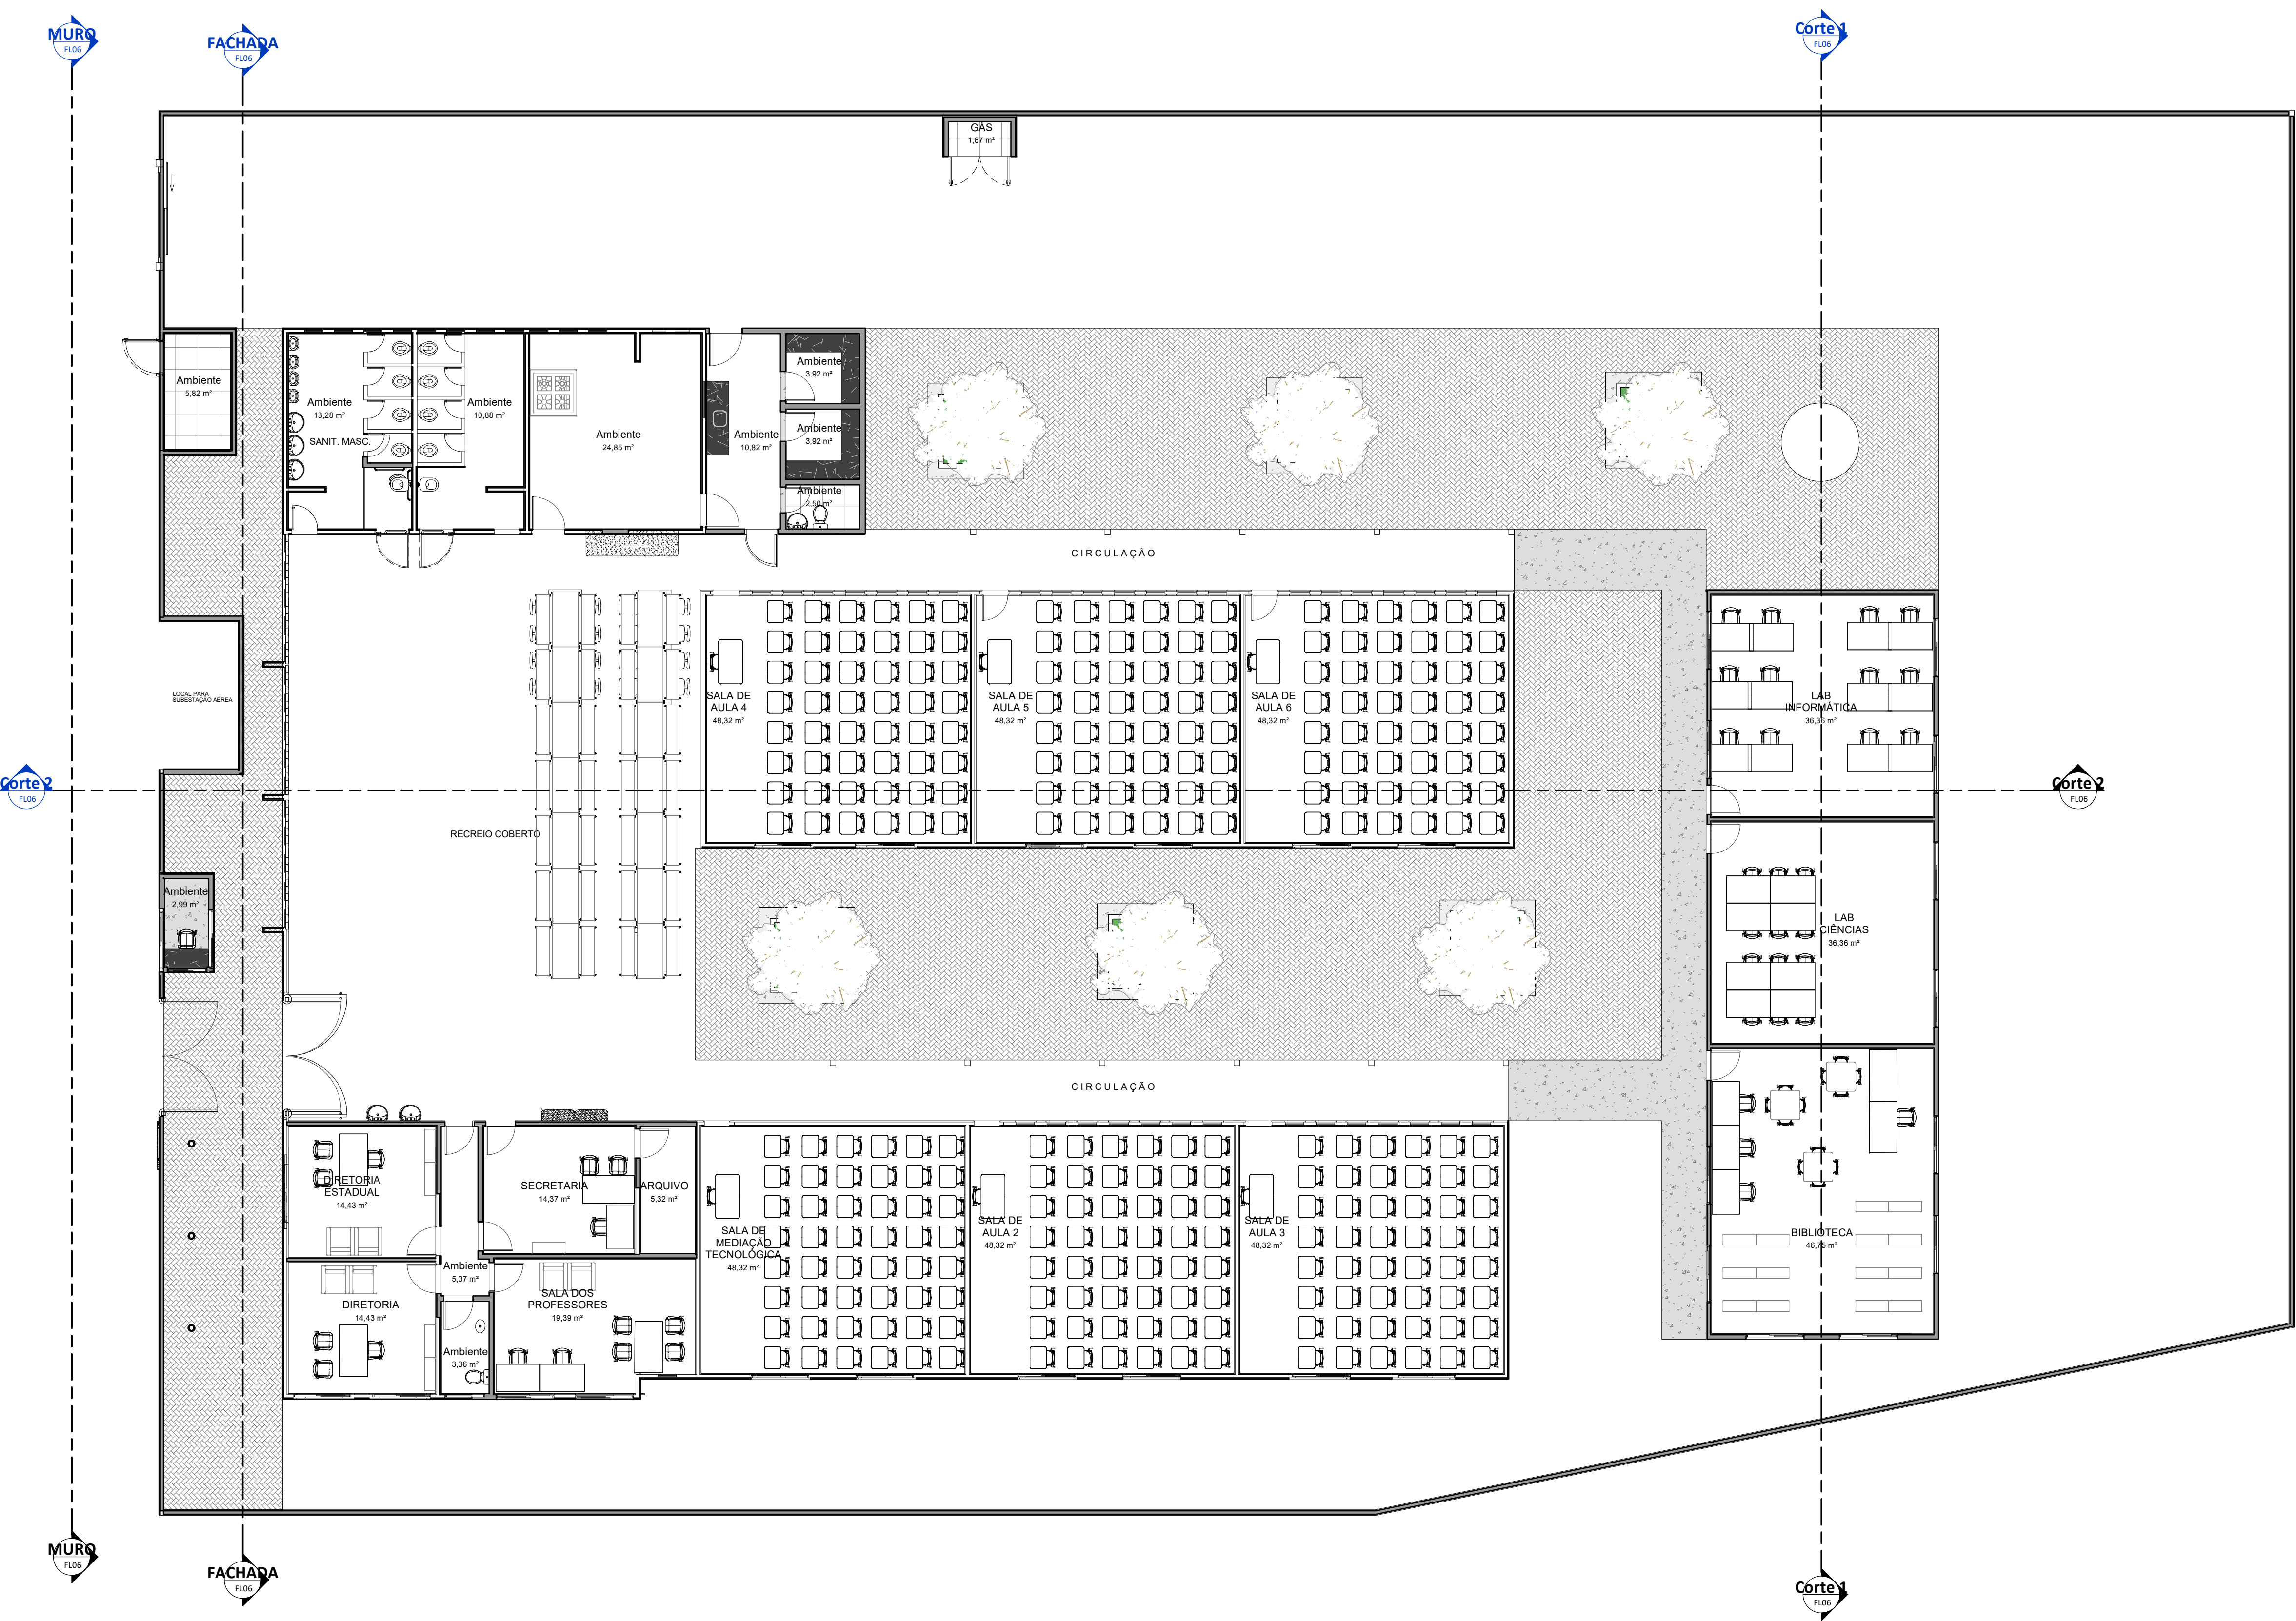 MURO
FL06
FACHADA
FL06
Corte 1
FL06
GÁS
1,67 m²
Ambiente
5,82 m²
Ambiente
13,28 m²
SANIT. MASC.
Ambiente
10,88 m²
Ambiente
24,85 m²
Ambiente
10,82 m²
Ambiente
3,92 m²
Ambiente
3,92 m²
Ambiente
2,50 m²
CIRCULAÇÃO
LOCAL PARA
SUBESTAÇÃO AÉREA
SALA DE
AULA 4
48,32 m²
SALA DE
AULA 5
48,32 m²
SALA DE
AULA 6
48,32 m²
LAB
INFORMÁTICA
36,36 m²
Corte 2
FL06
Corte 2
FL06
RECREIO COBERTO
Ambiente
2,99 m²
LAB
CIÊNCIAS
36,36 m²
CIRCULAÇÃO
DIRETORIA
ESTADUAL
14,43 m²
SECRETARIA
14,37 m²
ARQUIVO
5,32 m²
SALA DE
MEDIAÇÃO
TECNOLÓGICA
48,32 m²
SALA DE
AULA 2
48,32 m²
SALA DE
AULA 3
48,32 m²
BIBLIOTECA
46,75 m²
Ambiente
5,07 m²
DIRETORIA
14,43 m²
SALA DOS
PROFESSORES
19,39 m²
Ambiente
3,36 m²
MURO
FL06
FACHADA
FL06
Corte 1
FL06